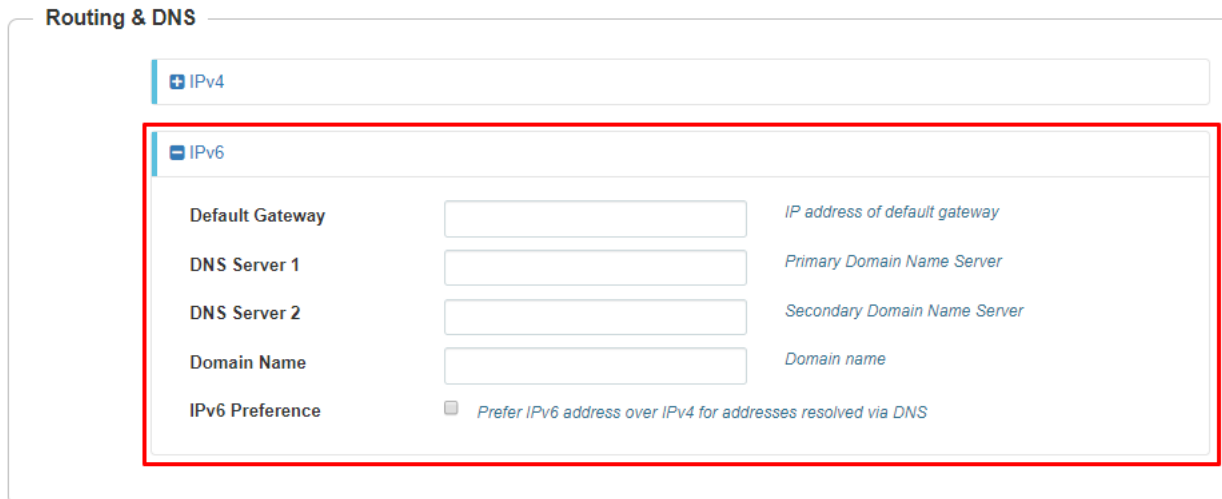 Routing & DNS
IPv4
IPv6
Default Gateway IP address of default gateway
DNS Server 1 Primary Domain Name Server
DNS Server 2 Secondary Domain Name Server
Domain Name Domain name
IPv6 Preference Prefer IPv6 address over IPv4 for addresses resolved via DNS